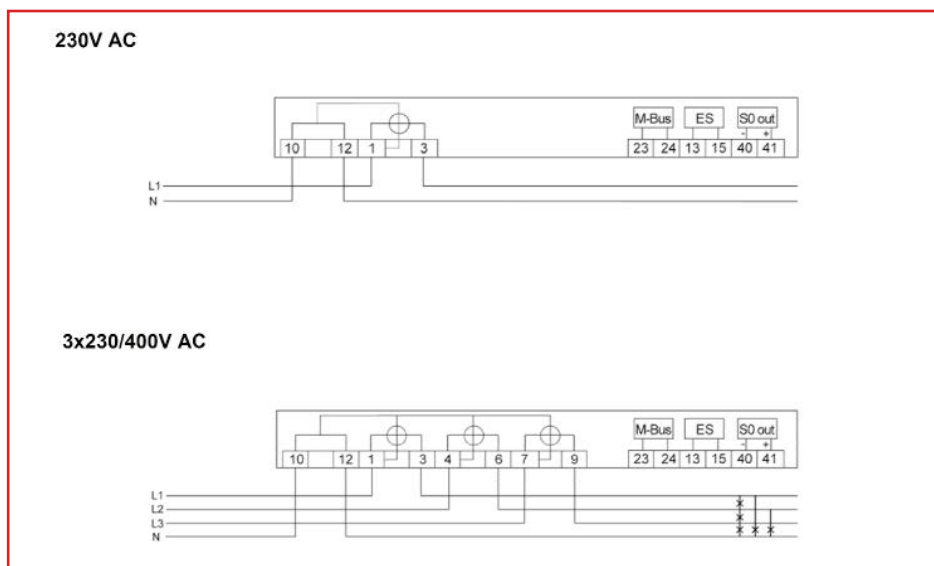 230V AC
M-Bus ES S0 out
- +
10 12 1 3 23 24 13 15 40 41
L1
N
3x230/400V AC
M-Bus ES S0 out
- +
10 12 1 3 4 6 7 9 23 24 13 15 40 41
L1
L2
L3
N